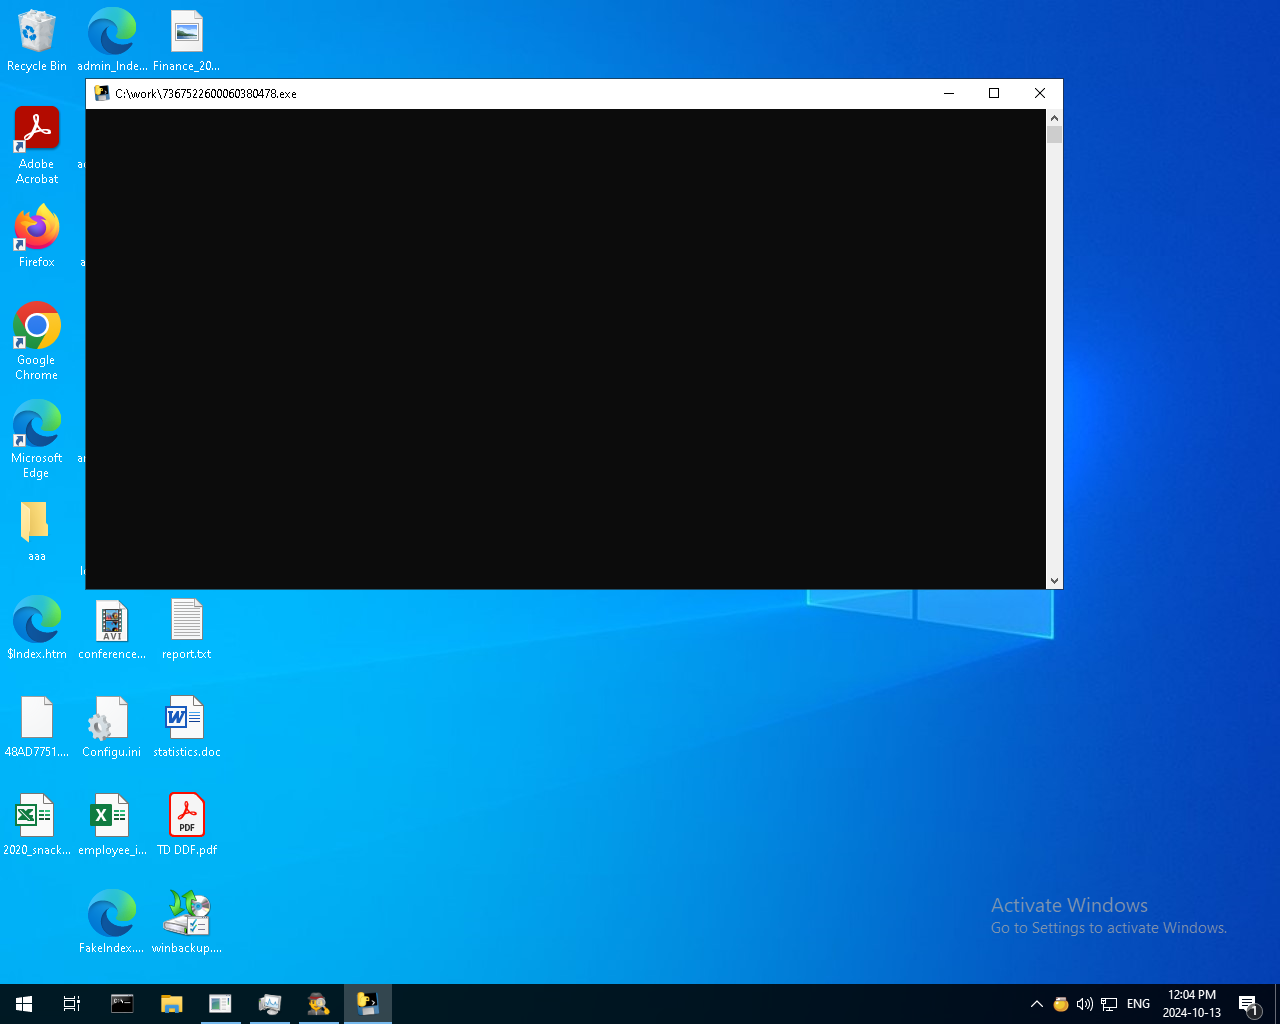 Recycle Bin
admin_Inde...
Finance_20...
C:\work\7367522600060380478.exe
Adobe
Acrobat
Firefox
Google
Chrome
Microsoft
Edge
aaa
$Index.htm
conference...
AVI
report.txt
48AD7751....
Configu.ini
statistics.doc
2020_snack...
employee_i...
PDF
TD DDF.pdf
FakeIndex....
winbackup....
Activate Windows
Go to Settings to activate Windows.
ENG
12:04 PM
2024-10-13
1